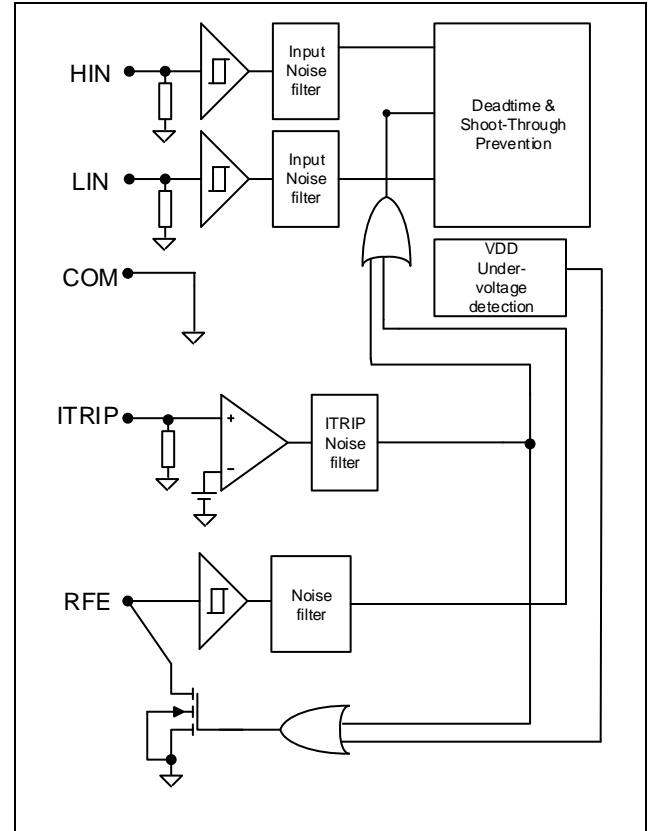 HIN
Input
Noise
filter
Deadtime &
Shoot-Through
Prevention
LIN
Input
Noise
filter
COM
VDD
Under-
voltage
detection
ITRIP
+
−
ITRIP
Noise
filter
RFE
Noise
filter